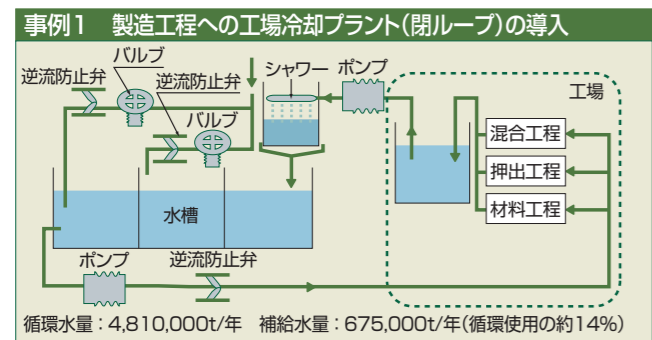 事例1 製造工程への工場冷却プラント(閉ループ)の導入
バルブ
逆流防止弁
逆流防止弁
バルブ
シャワー
ポンプ
工場
混合工程
押出工程
材料工程
水槽
ポンプ
逆流防止弁
循環水量：4,810,000t/年 補給水量：675,000t/年(循環使用の約14%)